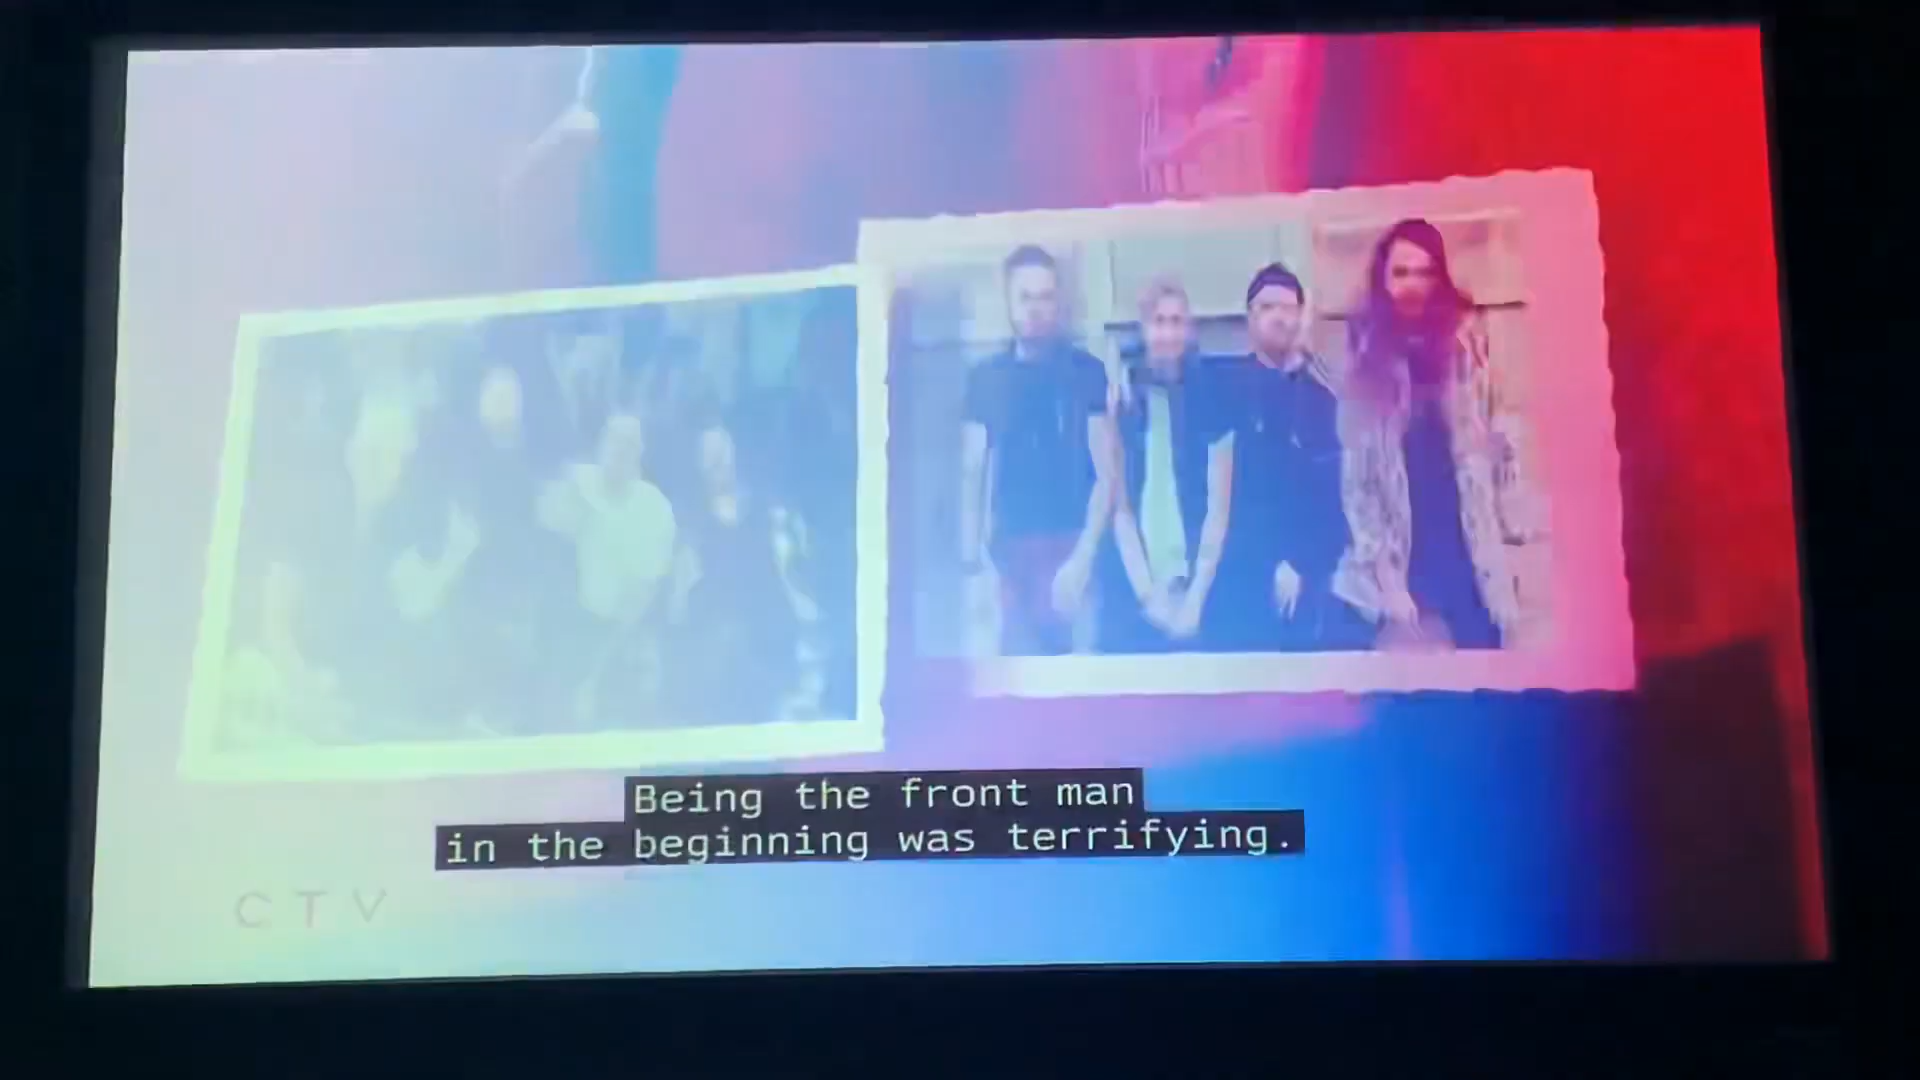 Being the front man
in the beginning was terrifying.
CTV